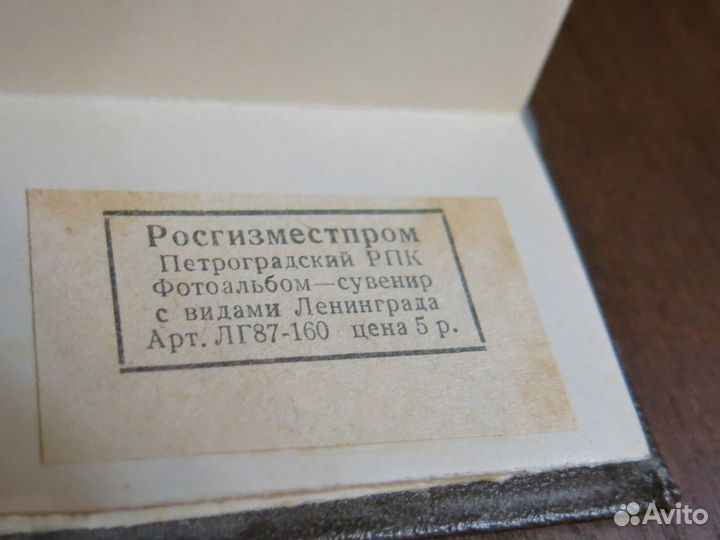 Росгизместпром
Петроградский РПК
Фотоальбом—сувенир
с видами Ленинграда
Арт. ЛГ87-160 цена 5 р.
Avito